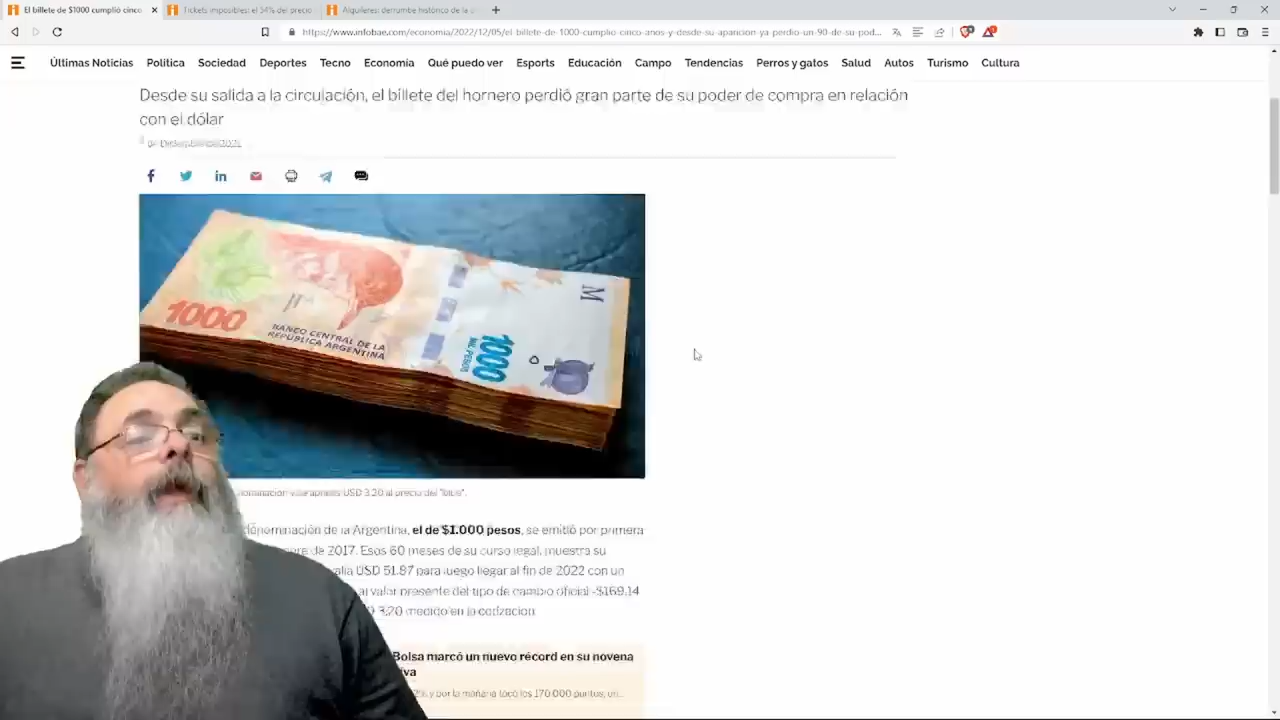 El billete de $1000 cumplió cinco
Tickets imposibles: el 54% del precio
Alquileres: derrumbe histórico de la
https://www.infobae.com/economia/2022/12/05/el-billete-de-1000-cumplio-cinco-anos-y-desde-su-aparicion-ya-perdio-un-90-de-su-pod...
Últimas Noticias Política Sociedad Deportes Tecno Economía Qué puedo ver Esports Educación Campo Tendencias Perros y gatos Salud Autos Turismo Cultura
Desde su salida a la circulación, el billete del hornero perdió gran parte de su poder de compra en relación
con el dólar
1000
BANCO CENTRAL DE LA
REPÚBLICA ARGENTINA
1000
MIL PESOS
M
USD 3.20 al precio del "blue".
denominación de la Argentina, el de $1.000 pesos, se emitió por primera
de 2017. Esos 60 meses de su curso legal, muestra su
USD 51.87 para luego llegar al fin de 2022 con un
al valor presente del tipo de cambio oficial -$169.14
3.20 medido en la cotización
Bolsa marcó un nuevo récord en su novena
y por la mañana tocó los 170.000 puntos, un...